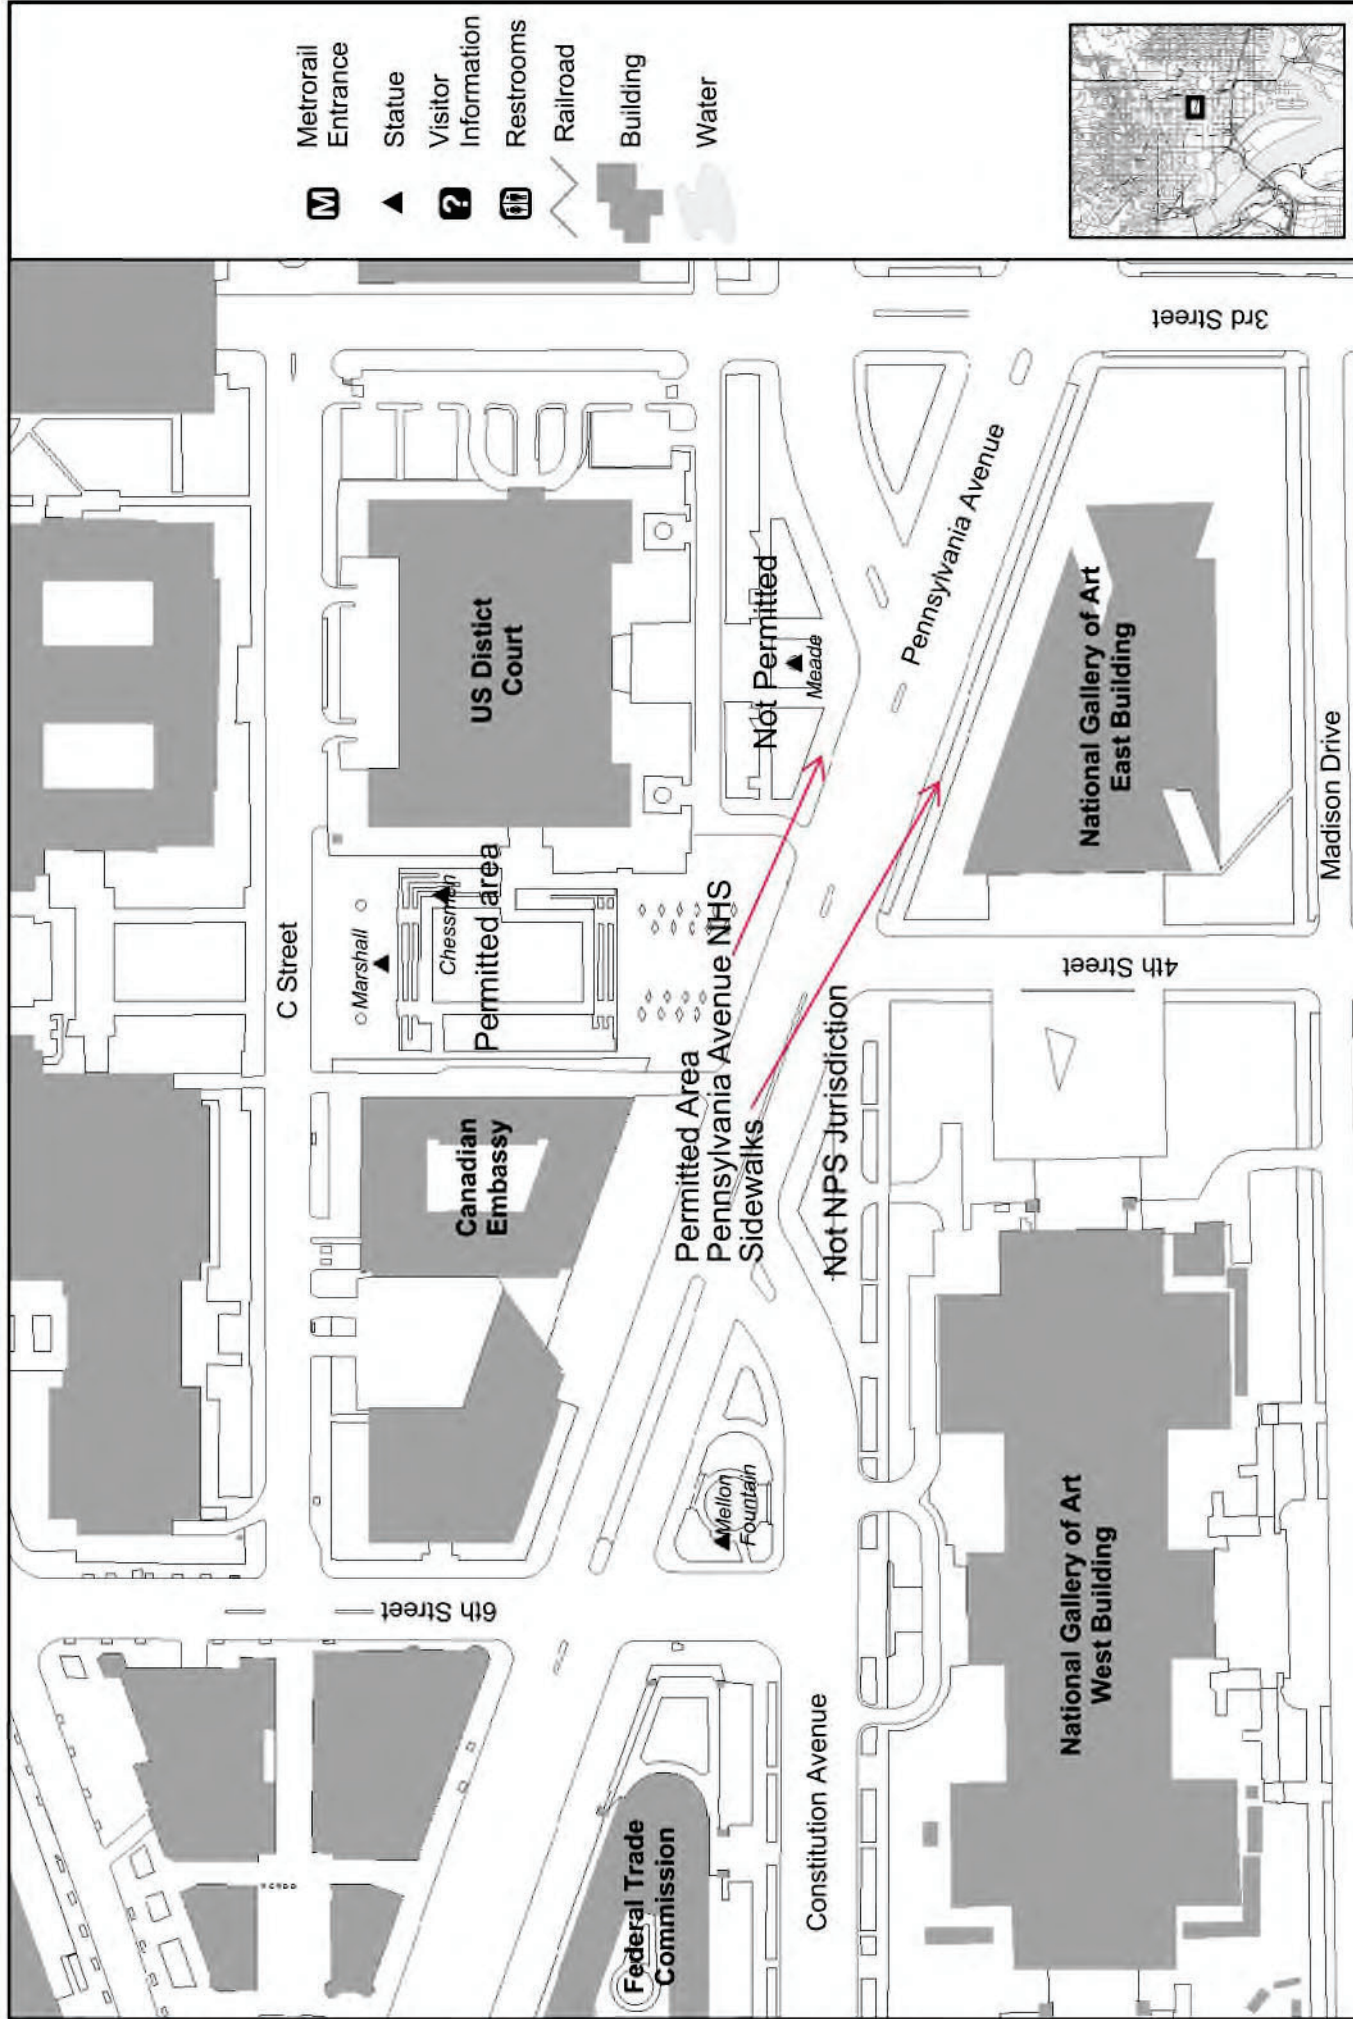 Metrorail
Entrance
Statue
Visitor
Information
Restrooms
Railroad
Building
Water
M
?
C Street
Marshall
Chessmen
Permitted area
US Distict
Court
Canadian
Embassy
Not Permitted
Meade
Permitted Area
Pennsylvania Avenue NHS
Sidewalks
Pennsylvania Avenue
3rd Street
4th Street
6th Street
Not NPS Jurisdiction
Mellon
Fountain
Federal Trade
Commission
Constitution Avenue
National Gallery of Art
East Building
National Gallery of Art
West Building
Madison Drive